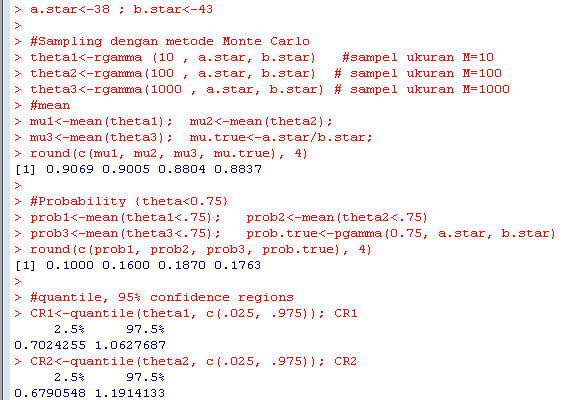 > a.star<-38 ; b.star<-43
>
> #Sampling dengan metode Monte Carlo
> theta1<-rgamma (10 , a.star, b.star)   #sampel ukuran M=10
> theta2<-rgamma(100 , a.star, b.star)  # sampel ukuran M=100
> theta3<-rgamma(1000 , a.star, b.star) # sampel ukuran M=1000
> #mean
> mu1<-mean(theta1);  mu2<-mean(theta2);
> mu3<-mean(theta3);  mu.true<-a.star/b.star;
> round(c(mu1, mu2, mu3, mu.true), 4)
[1] 0.9069 0.9005 0.8804 0.8837
>
> #Probability {theta<0.75}
> prob1<-mean(theta1<.75);   prob2<-mean(theta2<.75)
> prob3<-mean(theta3<.75);   prob.true<-pgamma(0.75, a.star, b.star)
> round(c(prob1, prob2, prob3, prob.true), 4)
[1] 0.1000 0.1600 0.1870 0.1763
>
> #quantile, 95% confidence regions
> CR1<-quantile(theta1, c(.025, .975)); CR1
     2.5%     97.5%
0.7024255 1.0627687
> CR2<-quantile(theta2, c(.025, .975)); CR2
     2.5%     97.5%
0.6790548 1.1914133